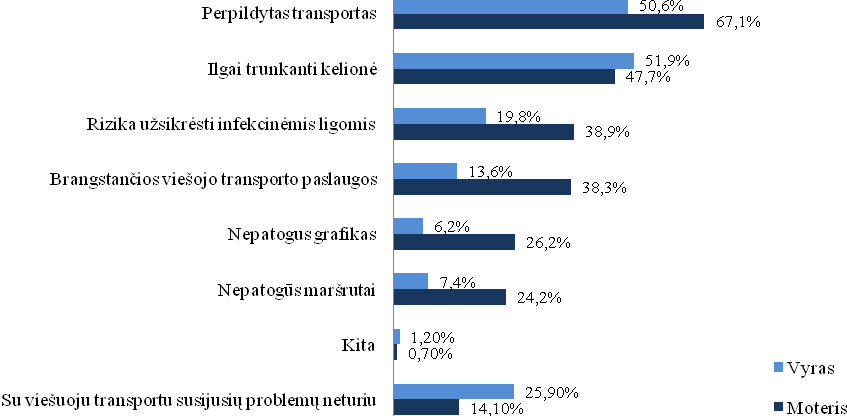 Perpildytas transportas
50,6%
67,1%
Ilgai trunkanti kelionė
51,9%
47,7%
Rizika užsikrėsti infekcinėmis ligomis
19,8%
38,9%
Brangstančios viešojo transporto paslaugos
13,6%
38,3%
Nepatogus grafikas
6,2%
26,2%
Nepatogūs maršrutai
7,4%
24,2%
Kita
1,20%
0,70%
Su viešuoju transportu susijusių problemų neturiu
25,90%
14,10%
Vyras
Moteris